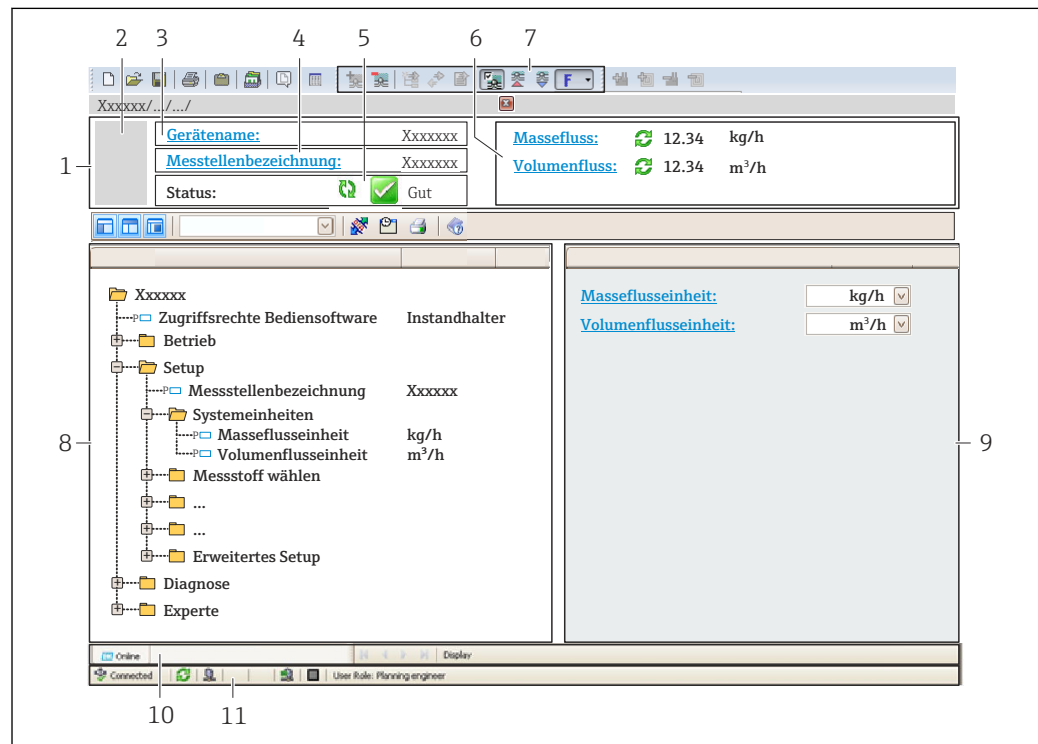 2 3 4 5 6 7
F
Xxxxxx/.../.../
1
Gerätename: Xxxxxxx
Messtellenbezeichnung: Xxxxxxx
Status: Gut
Massefluss: 12.34 kg/h
Volumenfluss: 12.34 m³/h
Xxxxxx
P Zugriffsrechte Bediensoftware Instandhalter
Betrieb
Setup
P Messstellenbezeichnung Xxxxxx
Systemeinheiten
P Masseflusseinheit kg/h
P Volumenflusseinheit m³/h
Messstoff wählen
...
...
Erweitertes Setup
Diagnose
Experte
8
Masseflusseinheit: kg/h
Volumenflusseinheit: m³/h
9
Online Display
Connected User Role: Planning engineer
10 11